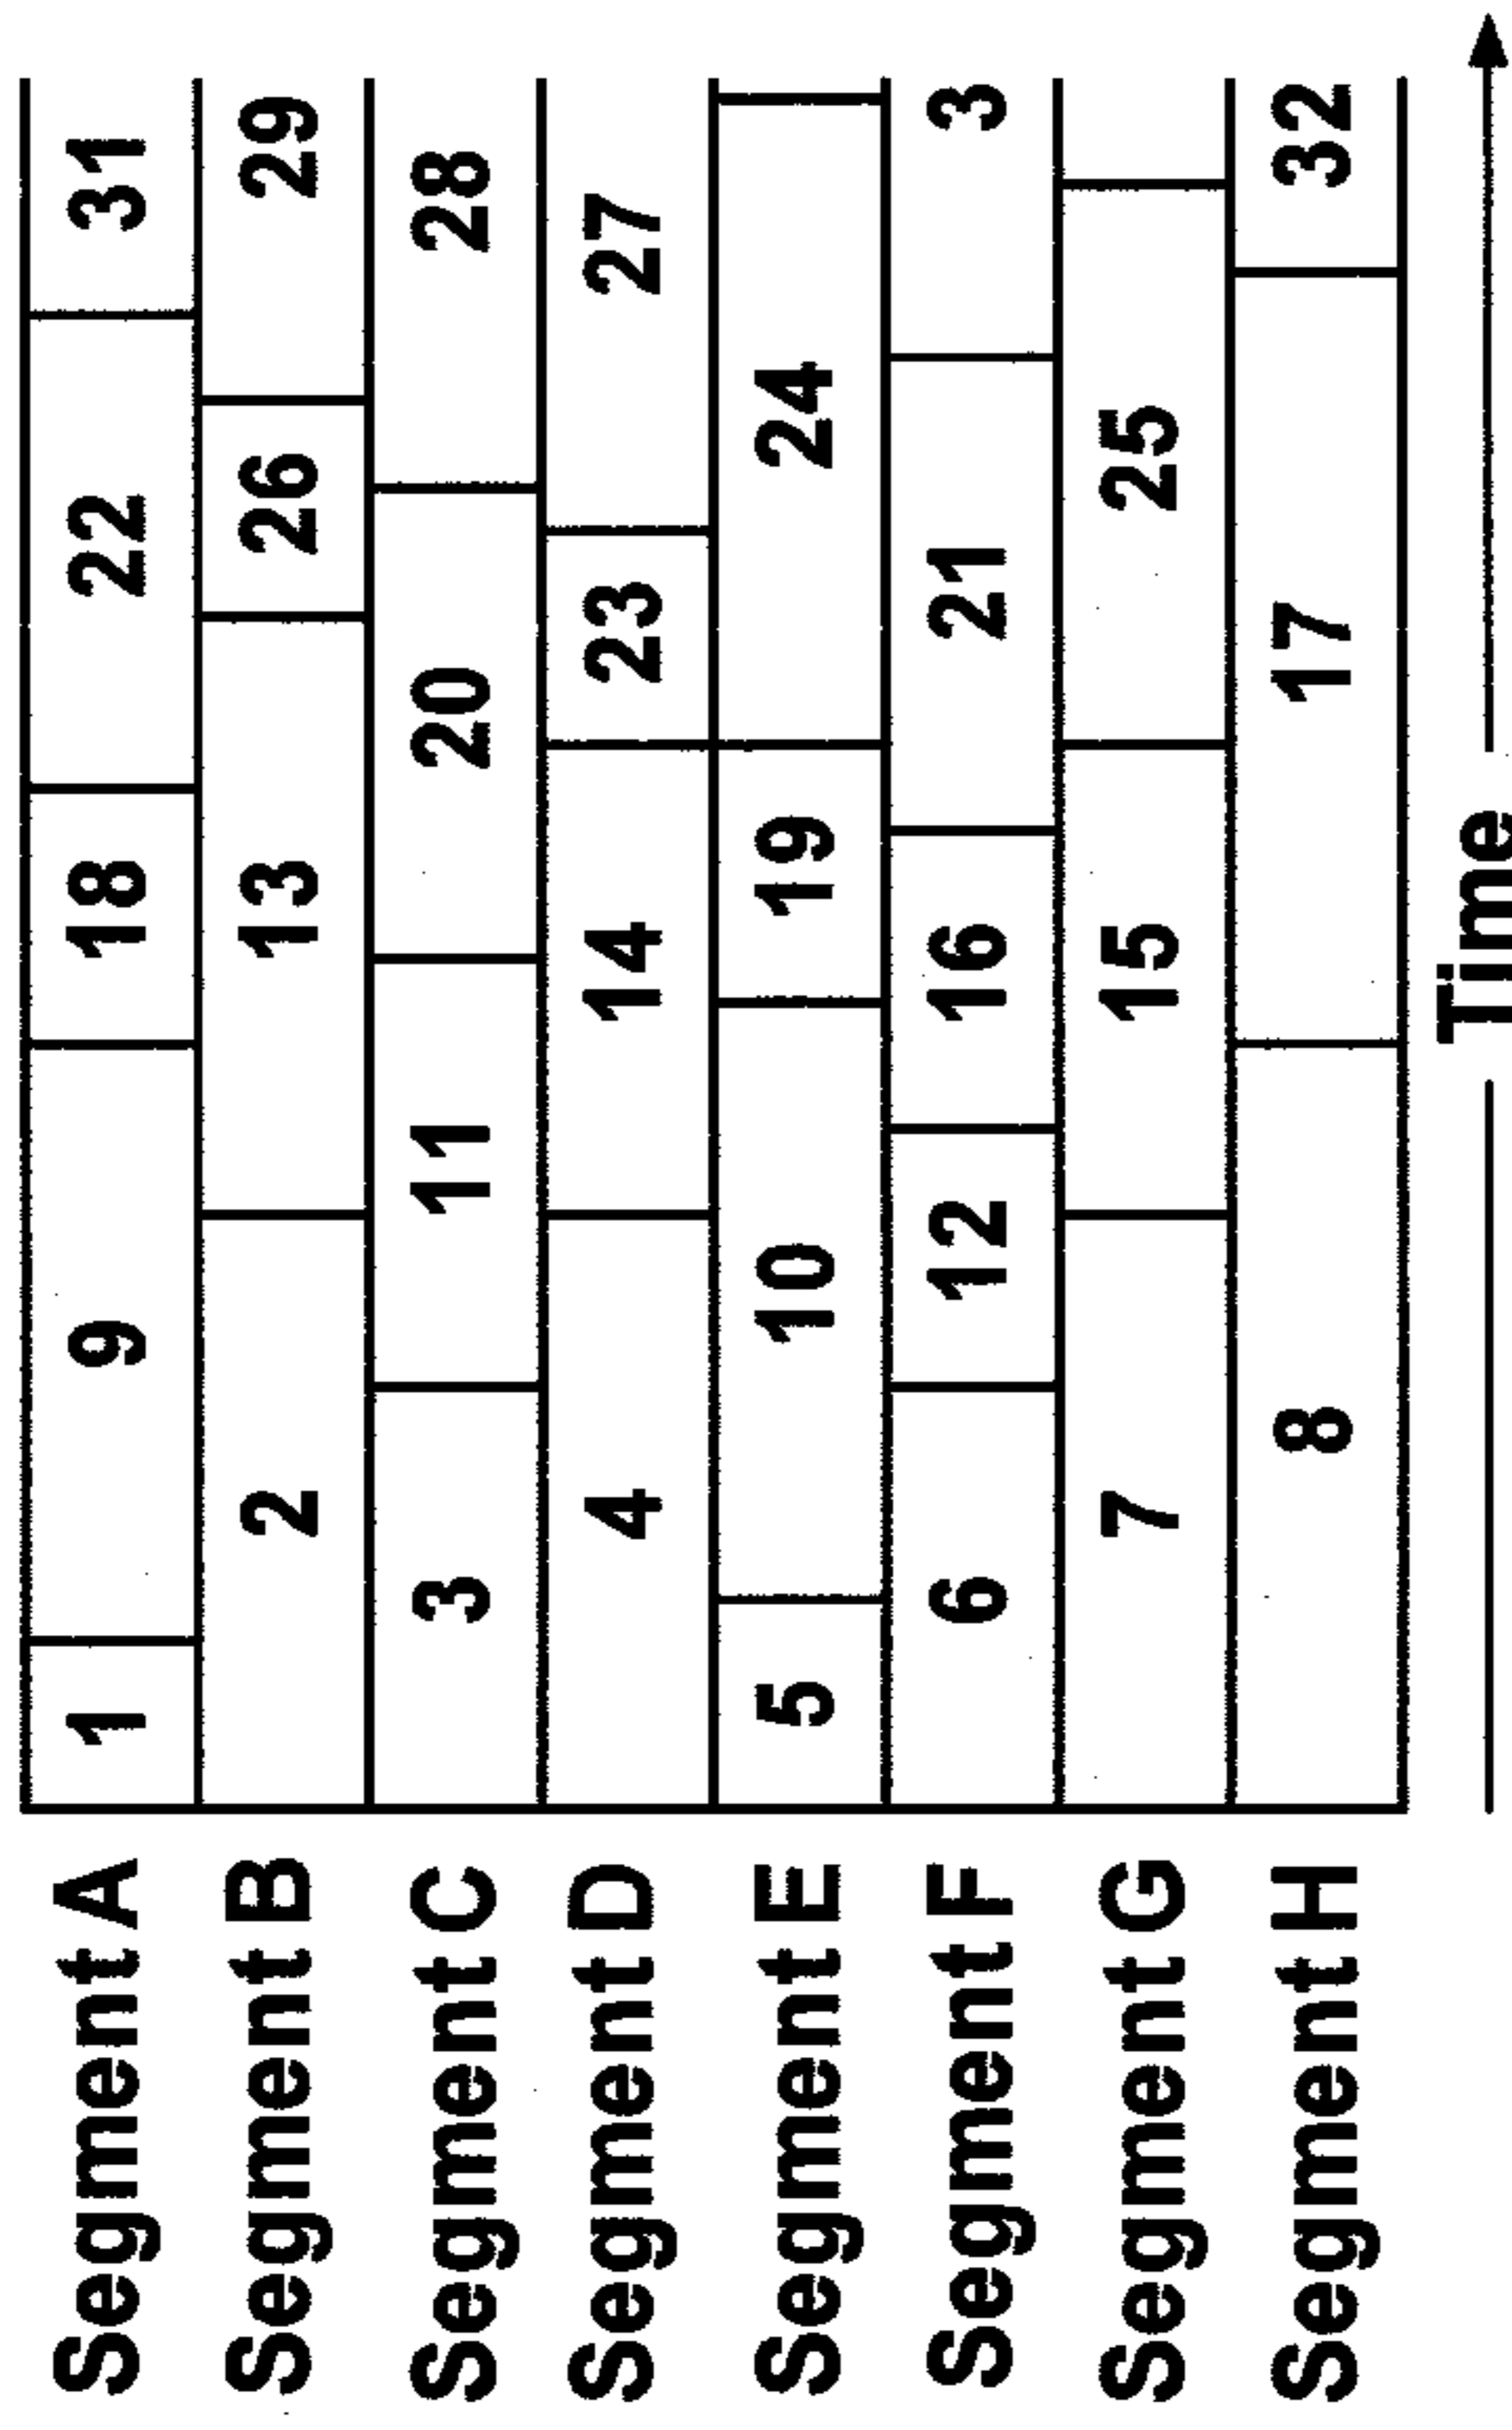 Segment A 1 9 18 22 31
Segment B 2 13 26 29
Segment C 3 11 20 28
Segment D 4 14 23 27
Segment E 5 10 19 24
Segment F 6 12 16 21 3
Segment G 7 15 25
Segment H 8 17 32
Time